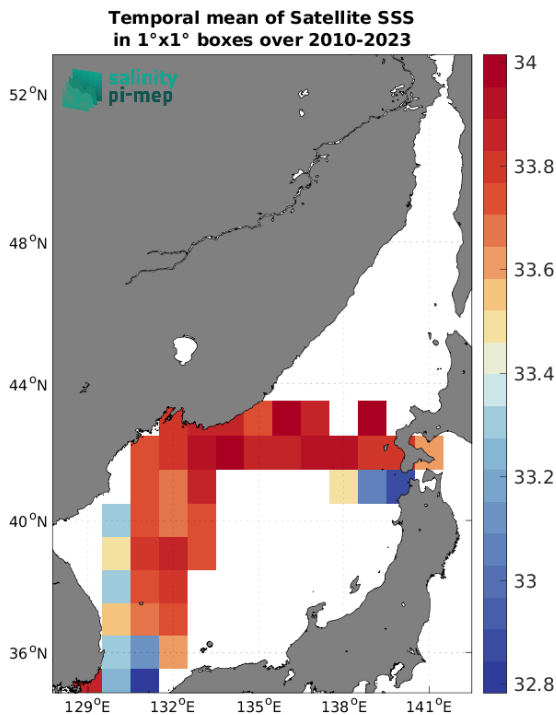 Temporal mean of Satellite SSS
in 1°x1° boxes over 2010-2023
salinity
pi-mep
52°N
48°N
44°N
40°N
36°N
129°E
132°E
135°E
138°E
141°E
34
33.8
33.6
33.4
33.2
33
32.8